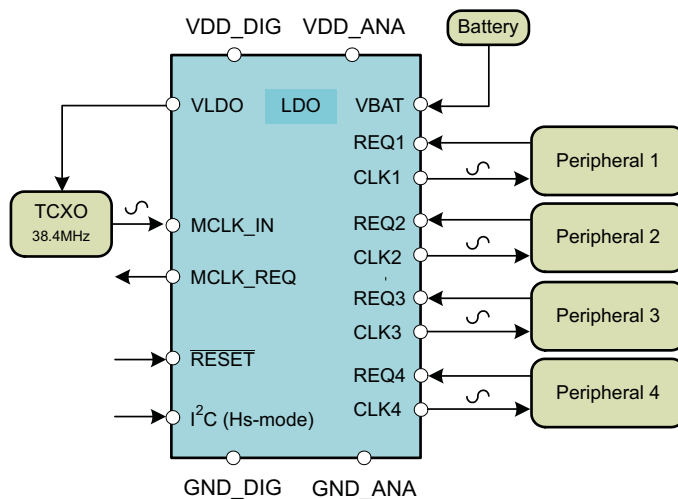 VDD_DIG VDD_ANA Battery
VLDO LDO VBAT
REQ1
Peripheral 1
CLK1
TCXO
38.4MHz
MCLK_IN
REQ2
Peripheral 2
CLK2
MCLK_REQ
REQ3
Peripheral 3
CLK3
RESET
REQ4
Peripheral 4
CLK4
I²C (Hs-mode)
GND_DIG GND_ANA